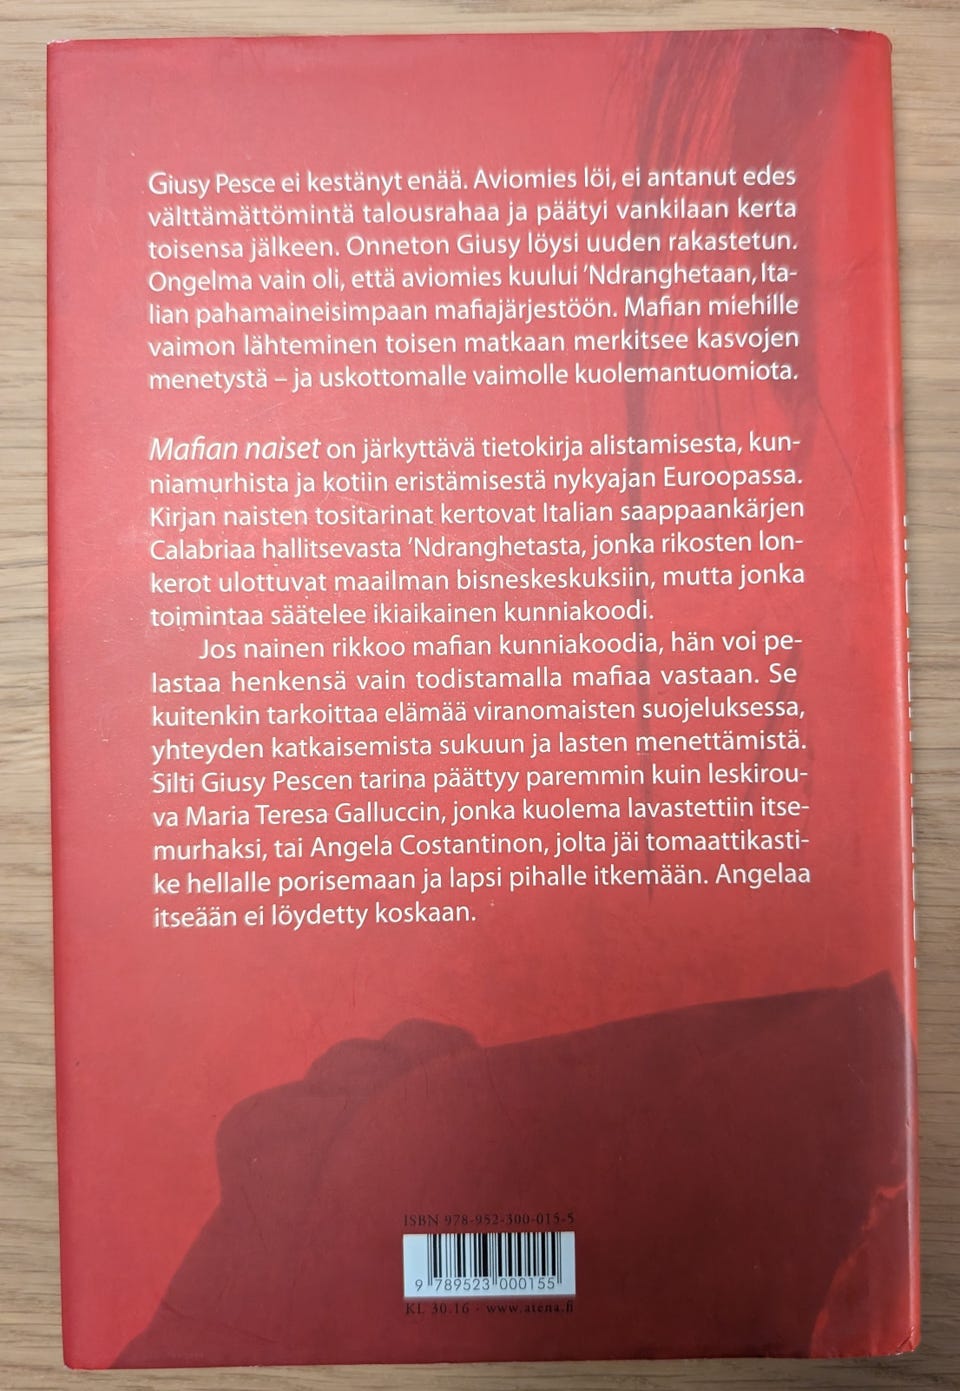 Giusy Pesce ei kestänyt enää. Aviomies löi, ei antanut edes
välttämättömintä talousrahaa ja päätyi vankilaan kerta
toisensa jälkeen. Onneton Giusy löysi uuden rakastetun.
Ongelma vain oli, että aviomies kuului ’Ndranghetaan, Ita-
lian pahamaineisimpaan mafiajärjestöön. Mafian miehille
vaimon lähteminen toisen matkaan merkitsee kasvojen
menetystä – ja uskottomalle vaimolle kuolemantuomiota.
Mafian naiset on järkyttävä tietokirja alistamisesta, kun-
niamurhista ja kotiin eristämisestä nykyajan Euroopassa.
Kirjan naisten tositarinat kertovat Italian saappaankärjen
Calabriaa hallitsevasta ’Ndranghetasta, jonka rikosten lon-
kerot ulottuvat maailman bisneskeskuksiin, mutta jonka
toimintaa säätelee ikiaikainen kunniakoodi.
Jos nainen rikkoo mafian kunniakoodia, hän voi pe-
lastaa henkensä vain todistamalla mafiaa vastaan. Se
kuitenkin tarkoittaa elämää viranomaisten suojeluksessa,
yhteyden katkaisemista sukuun ja lasten menettämistä.
Silti Giusy Pescen tarina päättyy paremmin kuin leskirou-
va Maria Teresa Galluccin, jonka kuolema lavastettiin itse-
murhaksi, tai Angela Costantinon, jolta jäi tomaattikasti-
ke hellalle porisemaan ja lapsi pihalle itkemään. Angelaa
itseään ei löydetty koskaan.
ISBN 978-952-300-015-5
9 789523 000155
KL 30.16 · www.atena.fi